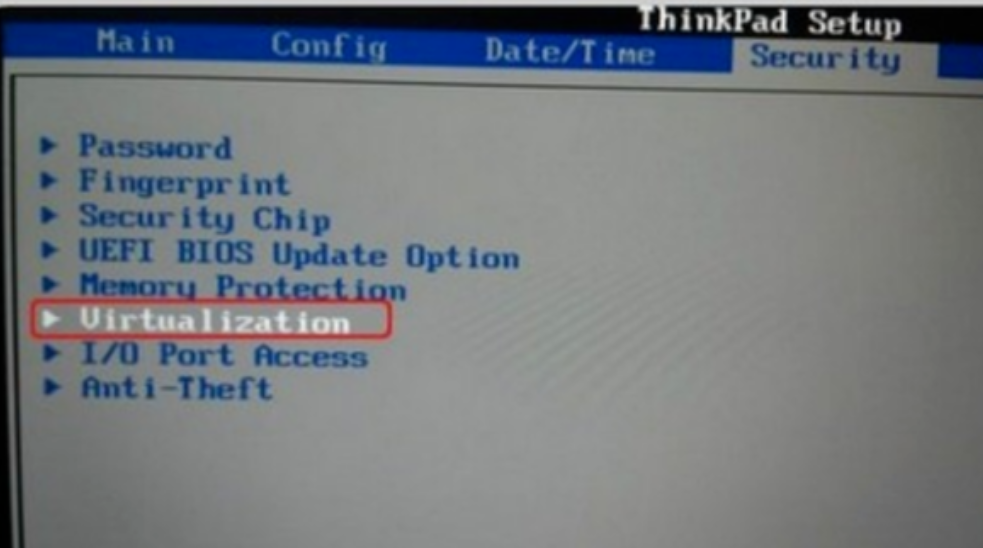 ThinkPad Setup
Main Config Date/Time Security
Password
Fingerprint
Security Chip
UEFI BIOS Update Option
Memory Protection
Virtualization
I/O Port Access
Anti-Theft